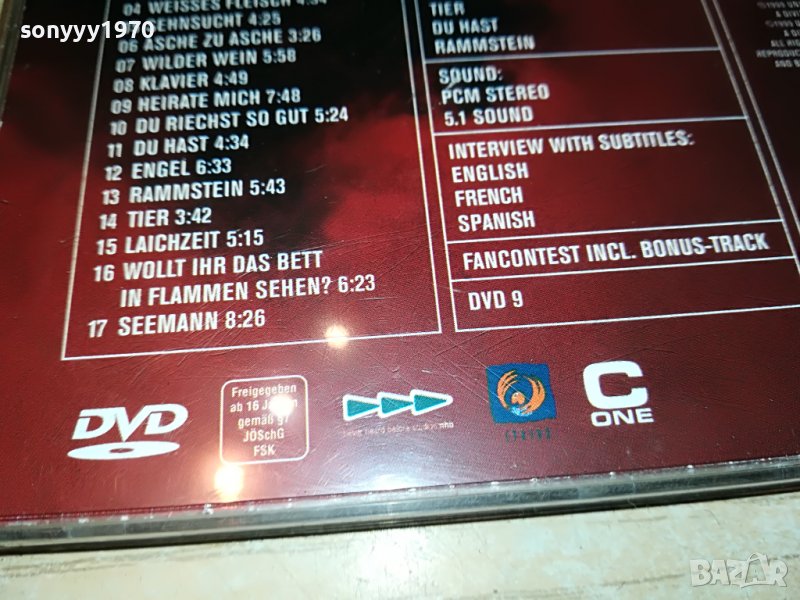 sonyyy1970
04 WEISSES FLEISCH 4:34
SEHNSUCHT 4:25
06 ASCHE ZU ASCHE 3:26
07 WILDER WEIN 5:58
08 KLAVIER 4:49
09 HEIRATE MICH 7:48
10 DU RIECHST SO GUT 5:24
11 DU HAST 4:34
12 ENGEL 6:33
13 RAMMSTEIN 5:43
14 TIER 3:42
15 LAICHZEIT 5:15
16 WOLLT IHR DAS BETT
IN FLAMMEN SEHEN? 6:23
17 SEEMANN 8:26
TIER
DU HAST
RAMMSTEIN
SOUND:
PCM STEREO
5.1 SOUND
INTERVIEW WITH SUBTITLES:
ENGLISH
FRENCH
SPANISH
FANCONTEST INCL. BONUS-TRACK
DVD 9
DVD
Freigegeben
ab 16
gemäß §7
JÖSchG
FSK
never heard before
C
ONE
BAZAR